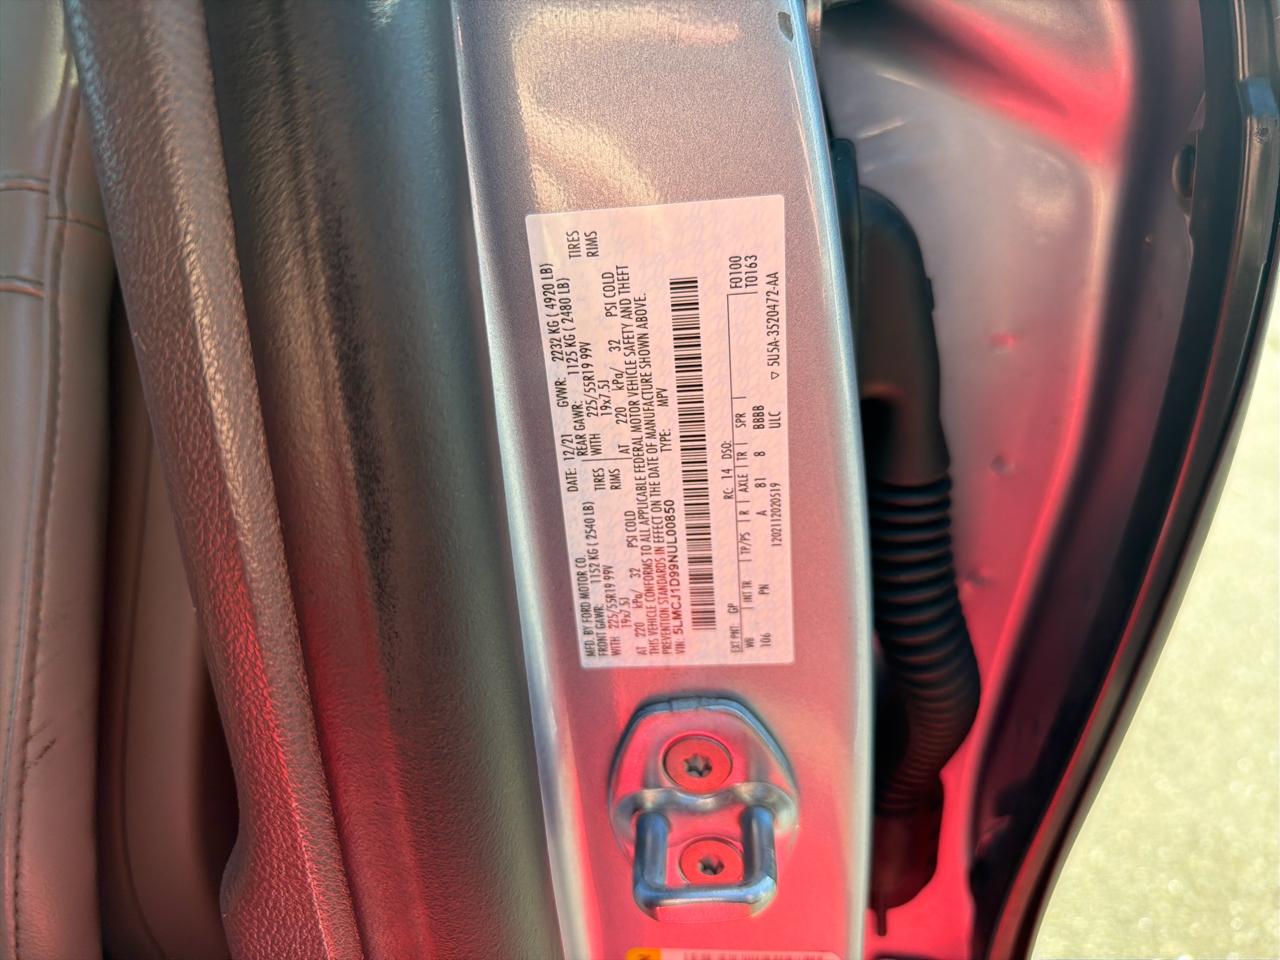 MFD. BY FORD MOTOR CO. DATE: 12/21 GVWR: 2232 KG ( 4920 LB)
FRONT GAWR: 1152 KG ( 2540 LB) REAR GAWR: 1125 KG ( 2480 LB)
WITH 225/55R19 99V TIRES WITH 225/55R19 99V TIRES
19x7.5J RIMS 19x7.5J RIMS
AT 220 kPa/ 32 PSI COLD AT 220 kPa/ 32 PSI COLD
THIS VEHICLE CONFORMS TO ALL APPLICABLE FEDERAL MOTOR VEHICLE SAFETY AND THEFT
PREVENTION STANDARDS IN EFFECT ON THE DATE OF MANUFACTURE SHOWN ABOVE.
VIN: 5LMCJ1D99NUL00850 TYPE: MPV
F0100
EXT PNT: GP RC: 14 DSO: T0163
WB INT TR TP/PS R AXLE TR SPR
106 PN A 81 8 BBBB
1202112020519 ULC ▽ 5U5A-3520472-AA